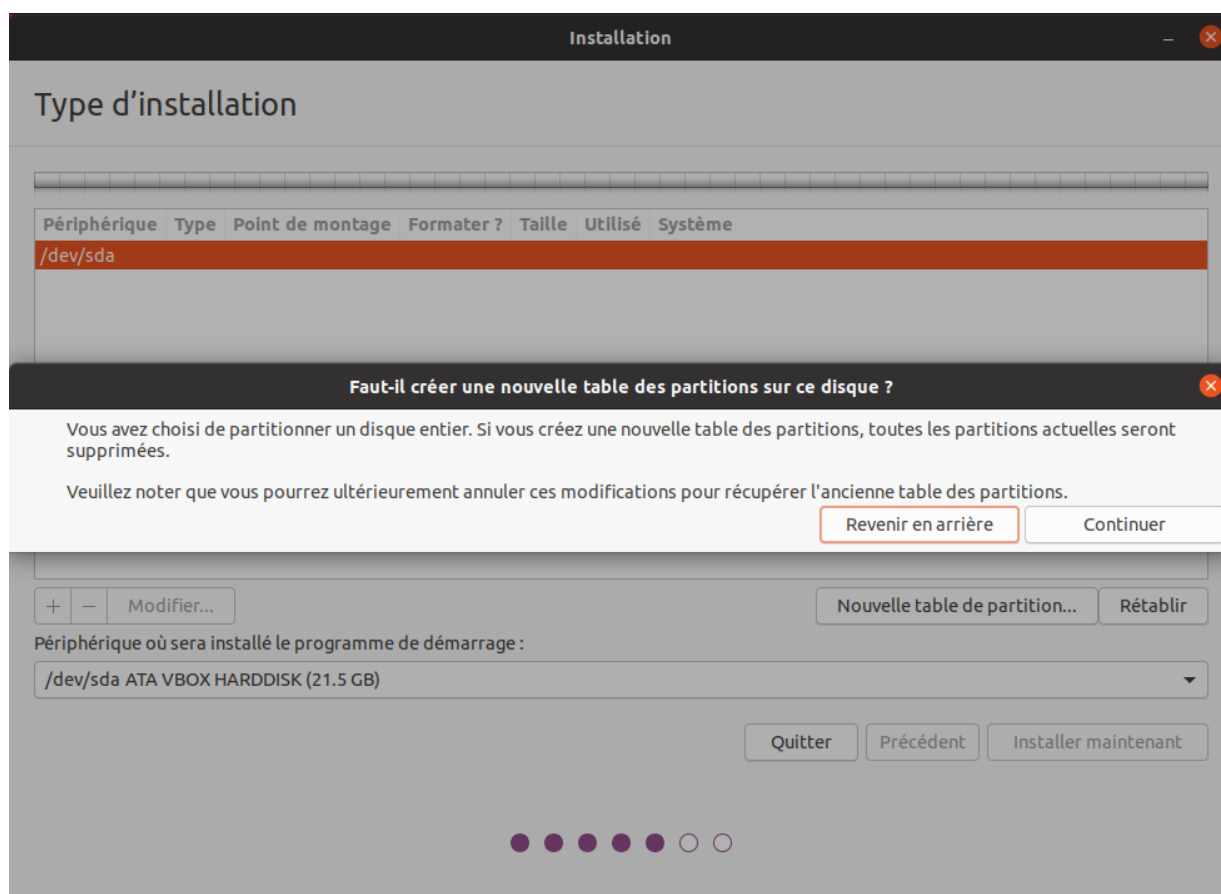 Installation
Type d'installation
Périphérique Type Point de montage Formater ? Taille Utilisé Système
/dev/sda
Faut-il créer une nouvelle table des partitions sur ce disque ?
Vous avez choisi de partitionner un disque entier. Si vous créez une nouvelle table des partitions, toutes les partitions actuelles seront
supprimées.
Veuillez noter que vous pourrez ultérieurement annuler ces modifications pour récupérer l'ancienne table des partitions.
Revenir en arrière Continuer
+ − Modifier... Nouvelle table de partition... Rétablir
Périphérique où sera installé le programme de démarrage :
/dev/sda ATA VBOX HARDDISK (21.5 GB)
Quitter Précédent Installer maintenant